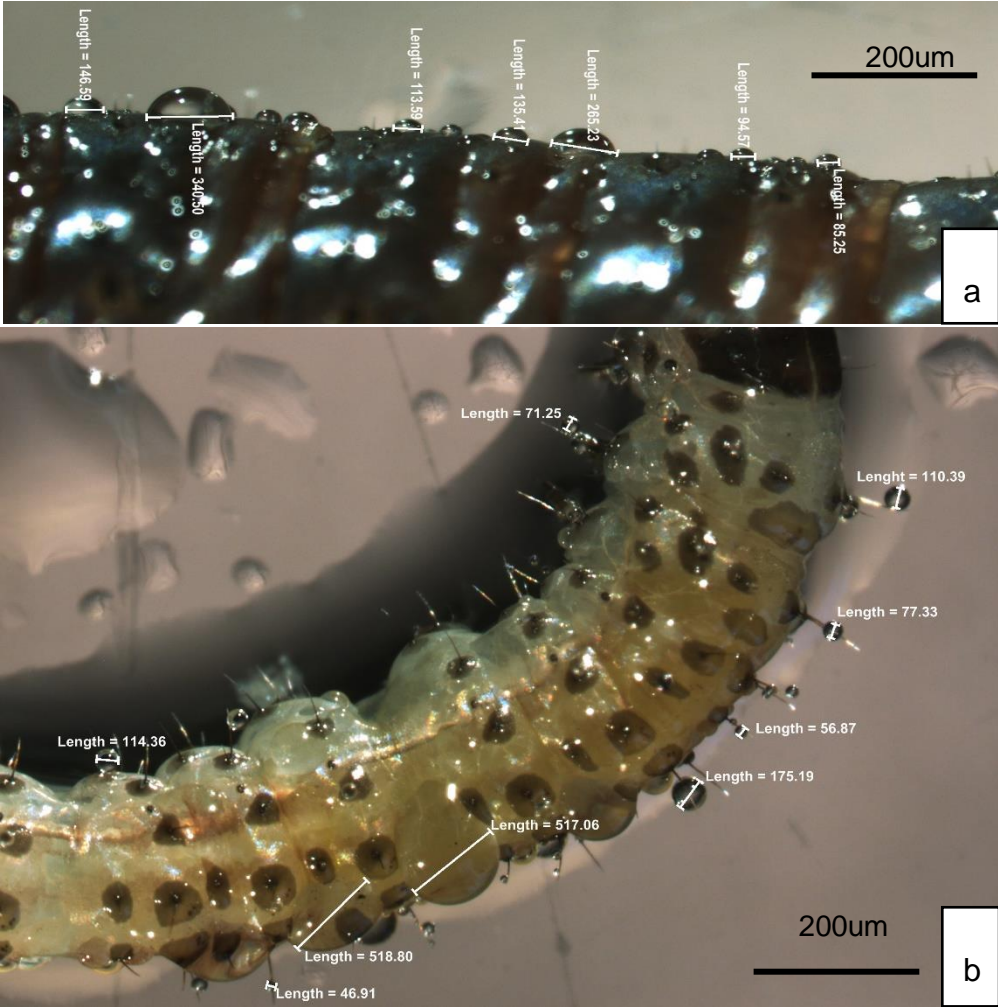 Length = 146.59
Length = 340.50
Length = 113.59
Length = 135.41
Length = 265.23
Length = 94.57
Length = 85.25
200um
a
Length = 71.25
Lenght = 110.39
Length = 77.33
Length = 56.87
Length = 114.36
Length = 175.19
Length = 517.06
200um
Length = 518.80
b
Length = 46.91